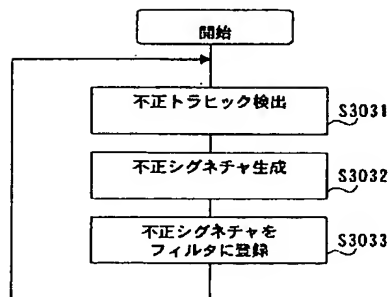 開始
不正トラヒック検出
S3031
不正シグネチャ生成
S3032
不正シグネチャを
フィルタに登録
S3033